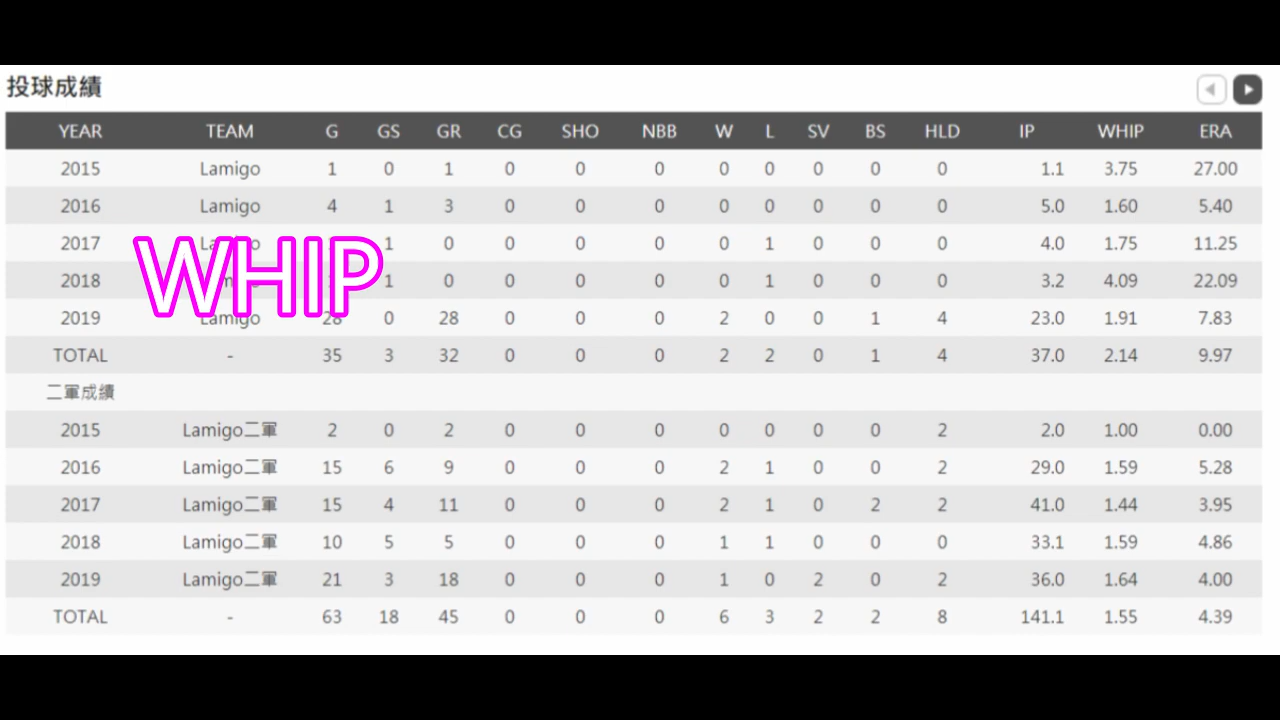 投球成績
YEAR TEAM G GS GR CG SHO NBB W L SV BS HLD IP WHIP ERA
2015 Lamigo 1 0 1 0 0 0 0 0 0 0 0 1.1 3.75 27.00
2016 Lamigo 4 1 3 0 0 0 0 0 0 0 0 5.0 1.60 5.40
2017 1 0 0 0 0 0 1 0 0 0 4.0 1.75 11.25
WHIP
2018 1 0 0 0 0 0 1 0 0 0 3.2 4.09 22.09
2019 Lamigo 28 0 28 0 0 0 2 0 0 1 4 23.0 1.91 7.83
TOTAL - 35 3 32 0 0 0 2 2 0 1 4 37.0 2.14 9.97
二軍成績
2015 Lamigo二軍 2 0 2 0 0 0 0 0 0 0 2 2.0 1.00 0.00
2016 Lamigo二軍 15 6 9 0 0 0 2 1 0 0 2 29.0 1.59 5.28
2017 Lamigo二軍 15 4 11 0 0 0 2 1 0 2 2 41.0 1.44 3.95
2018 Lamigo二軍 10 5 5 0 0 0 1 1 0 0 0 33.1 1.59 4.86
2019 Lamigo二軍 21 3 18 0 0 0 1 0 2 0 2 36.0 1.64 4.00
TOTAL - 63 18 45 0 0 0 6 3 2 2 8 141.1 1.55 4.39